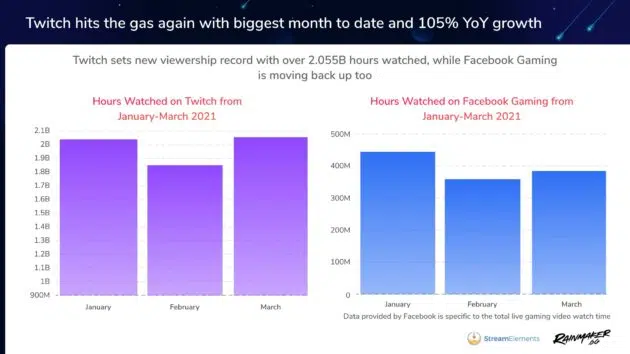 Twitch hits the gas again with biggest month to date and 105% YoY growth
Twitch sets new viewership record with over 2.055B hours watched, while Facebook Gaming
is moving back up too
Hours Watched on Twitch from
January-March 2021
2.1B
2B
1.9B
1.8B
1.7B
1.6B
1.5B
1.4B
1.3B
1.2B
1.1B
1B
900M
January
February
March
Hours Watched on Facebook Gaming from
January-March 2021
500M
400M
300M
200M
100M
0
January
February
March
Data provided by Facebook is specific to the total live gaming video watch time
StreamElements
RAINMAKER
.GG